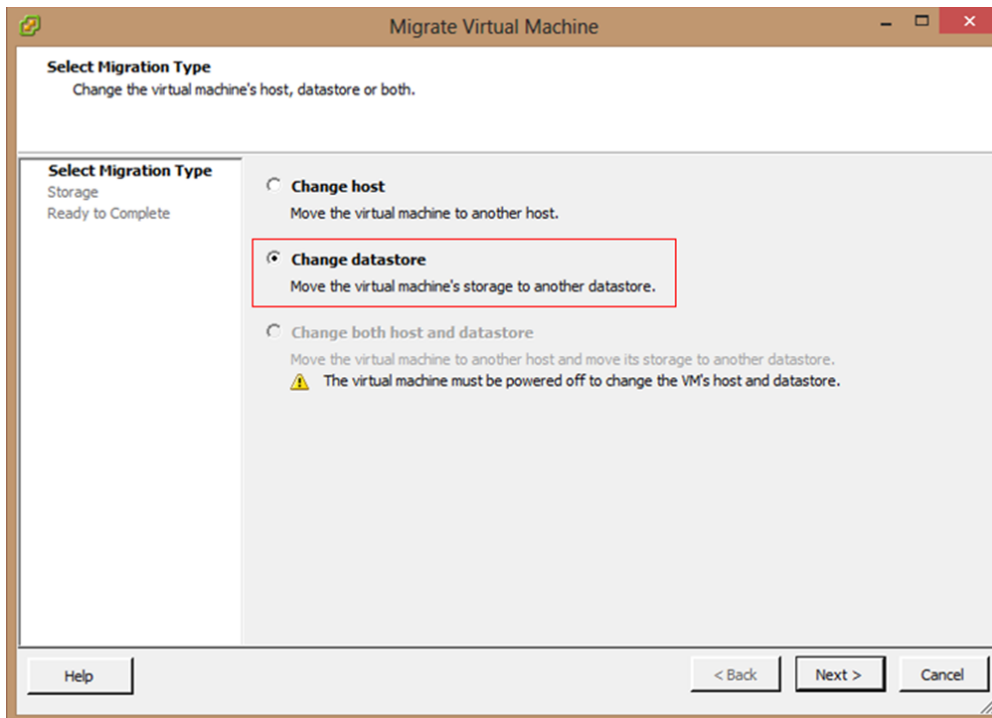 Migrate Virtual Machine
Select Migration Type
Change the virtual machine's host, datastore or both.
Select Migration Type
Storage
Ready to Complete
Change host
Move the virtual machine to another host.
Change datastore
Move the virtual machine's storage to another datastore.
Change both host and datastore
Move the virtual machine to another host and move its storage to another datastore.
The virtual machine must be powered off to change the VM's host and datastore.
Help
< Back
Next >
Cancel